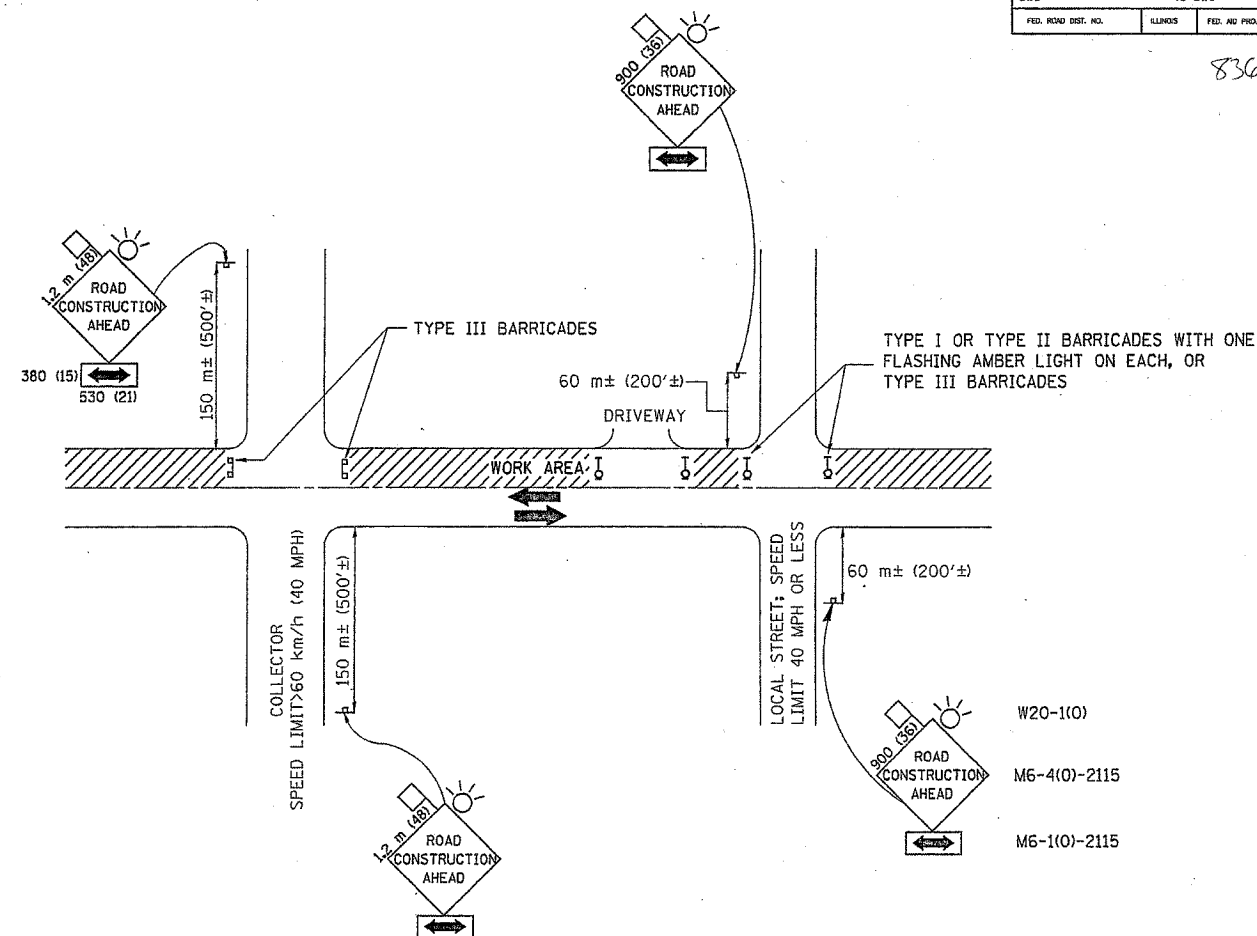 FED. ROAD DIST. NO.
ILLINOIS
FED. AID PRO.
836
900 (36)
ROAD
CONSTRUCTION
AHEAD
1.2 m (48)
ROAD
CONSTRUCTION
AHEAD
380 (15)
530 (21)
150 m± (500'±)
TYPE III BARRICADES
60 m± (200'±)
DRIVEWAY
TYPE I OR TYPE II BARRICADES WITH ONE
FLASHING AMBER LIGHT ON EACH, OR
TYPE III BARRICADES
WORK AREA
COLLECTOR
SPEED LIMIT>60 km/h (40 MPH)
150 m± (500'±)
LOCAL STREET; SPEED
LIMIT 40 MPH OR LESS
60 m± (200'±)
1.2 m (48)
ROAD
CONSTRUCTION
AHEAD
900 (36)
ROAD
CONSTRUCTION
AHEAD
W20-1(O)
M6-4(O)-2115
M6-1(O)-2115